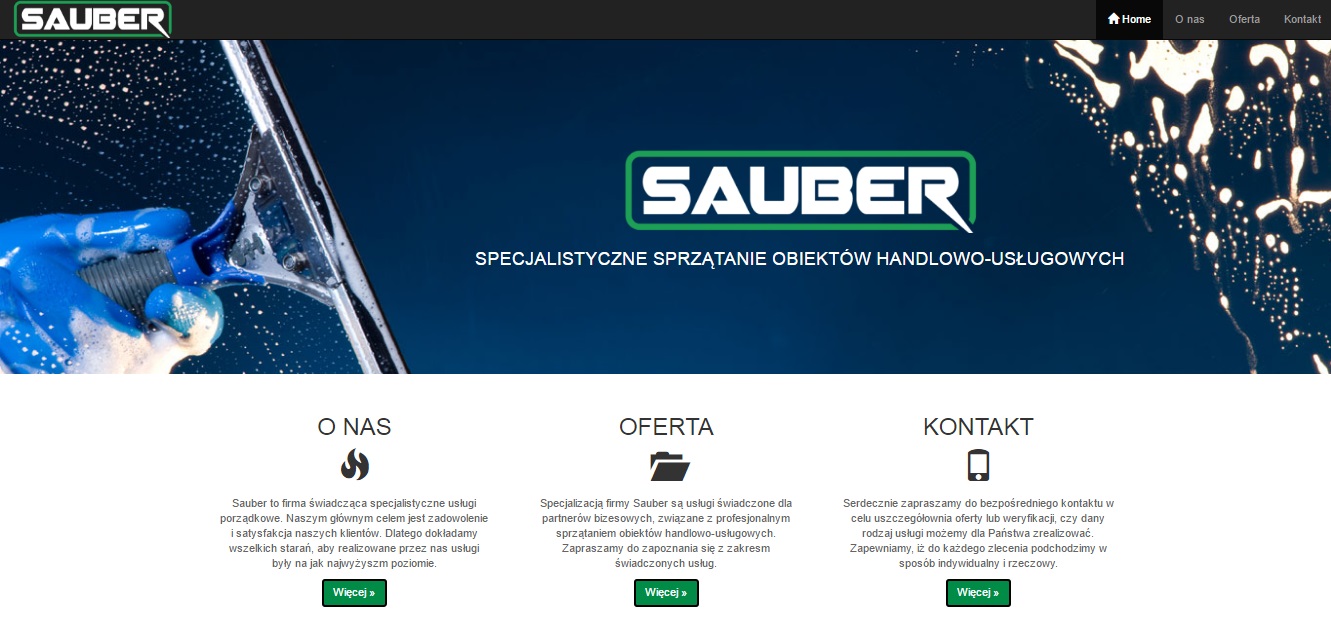 SAUBER
Home O nas Oferta Kontakt
SAUBER
SPECJALISTYCZNE SPRZĄTANIE OBIEKTÓW HANDLOWO-USŁUGOWYCH
O NAS
Sauber to firma świadcząca specjalistyczne usługi
porządkowe. Naszym głównym celem jest zadowolenie
i satysfakcja naszych klientów. Dlatego dokładamy
wszelkich starań, aby realizowane przez nas usługi
były na jak najwyższym poziomie.
Więcej »
OFERTA
Specjalizacją firmy Sauber są usługi świadczone dla
partnerów bizesowych, związane z profesjonalnym
sprzątaniem obiektów handlowo-usługowych.
Zapraszamy do zapoznania się z zakresm
świadczonych usług.
Więcej »
KONTAKT
Serdecznie zapraszamy do bezpośredniego kontaktu w
celu uszczegółownia oferty lub weryfikacji, czy dany
rodzaj usługi możemy dla Państwa zrealizować.
Zapewniamy, iż do każdego zlecenia podchodzimy w
sposób indywidualny i rzeczowy.
Więcej »